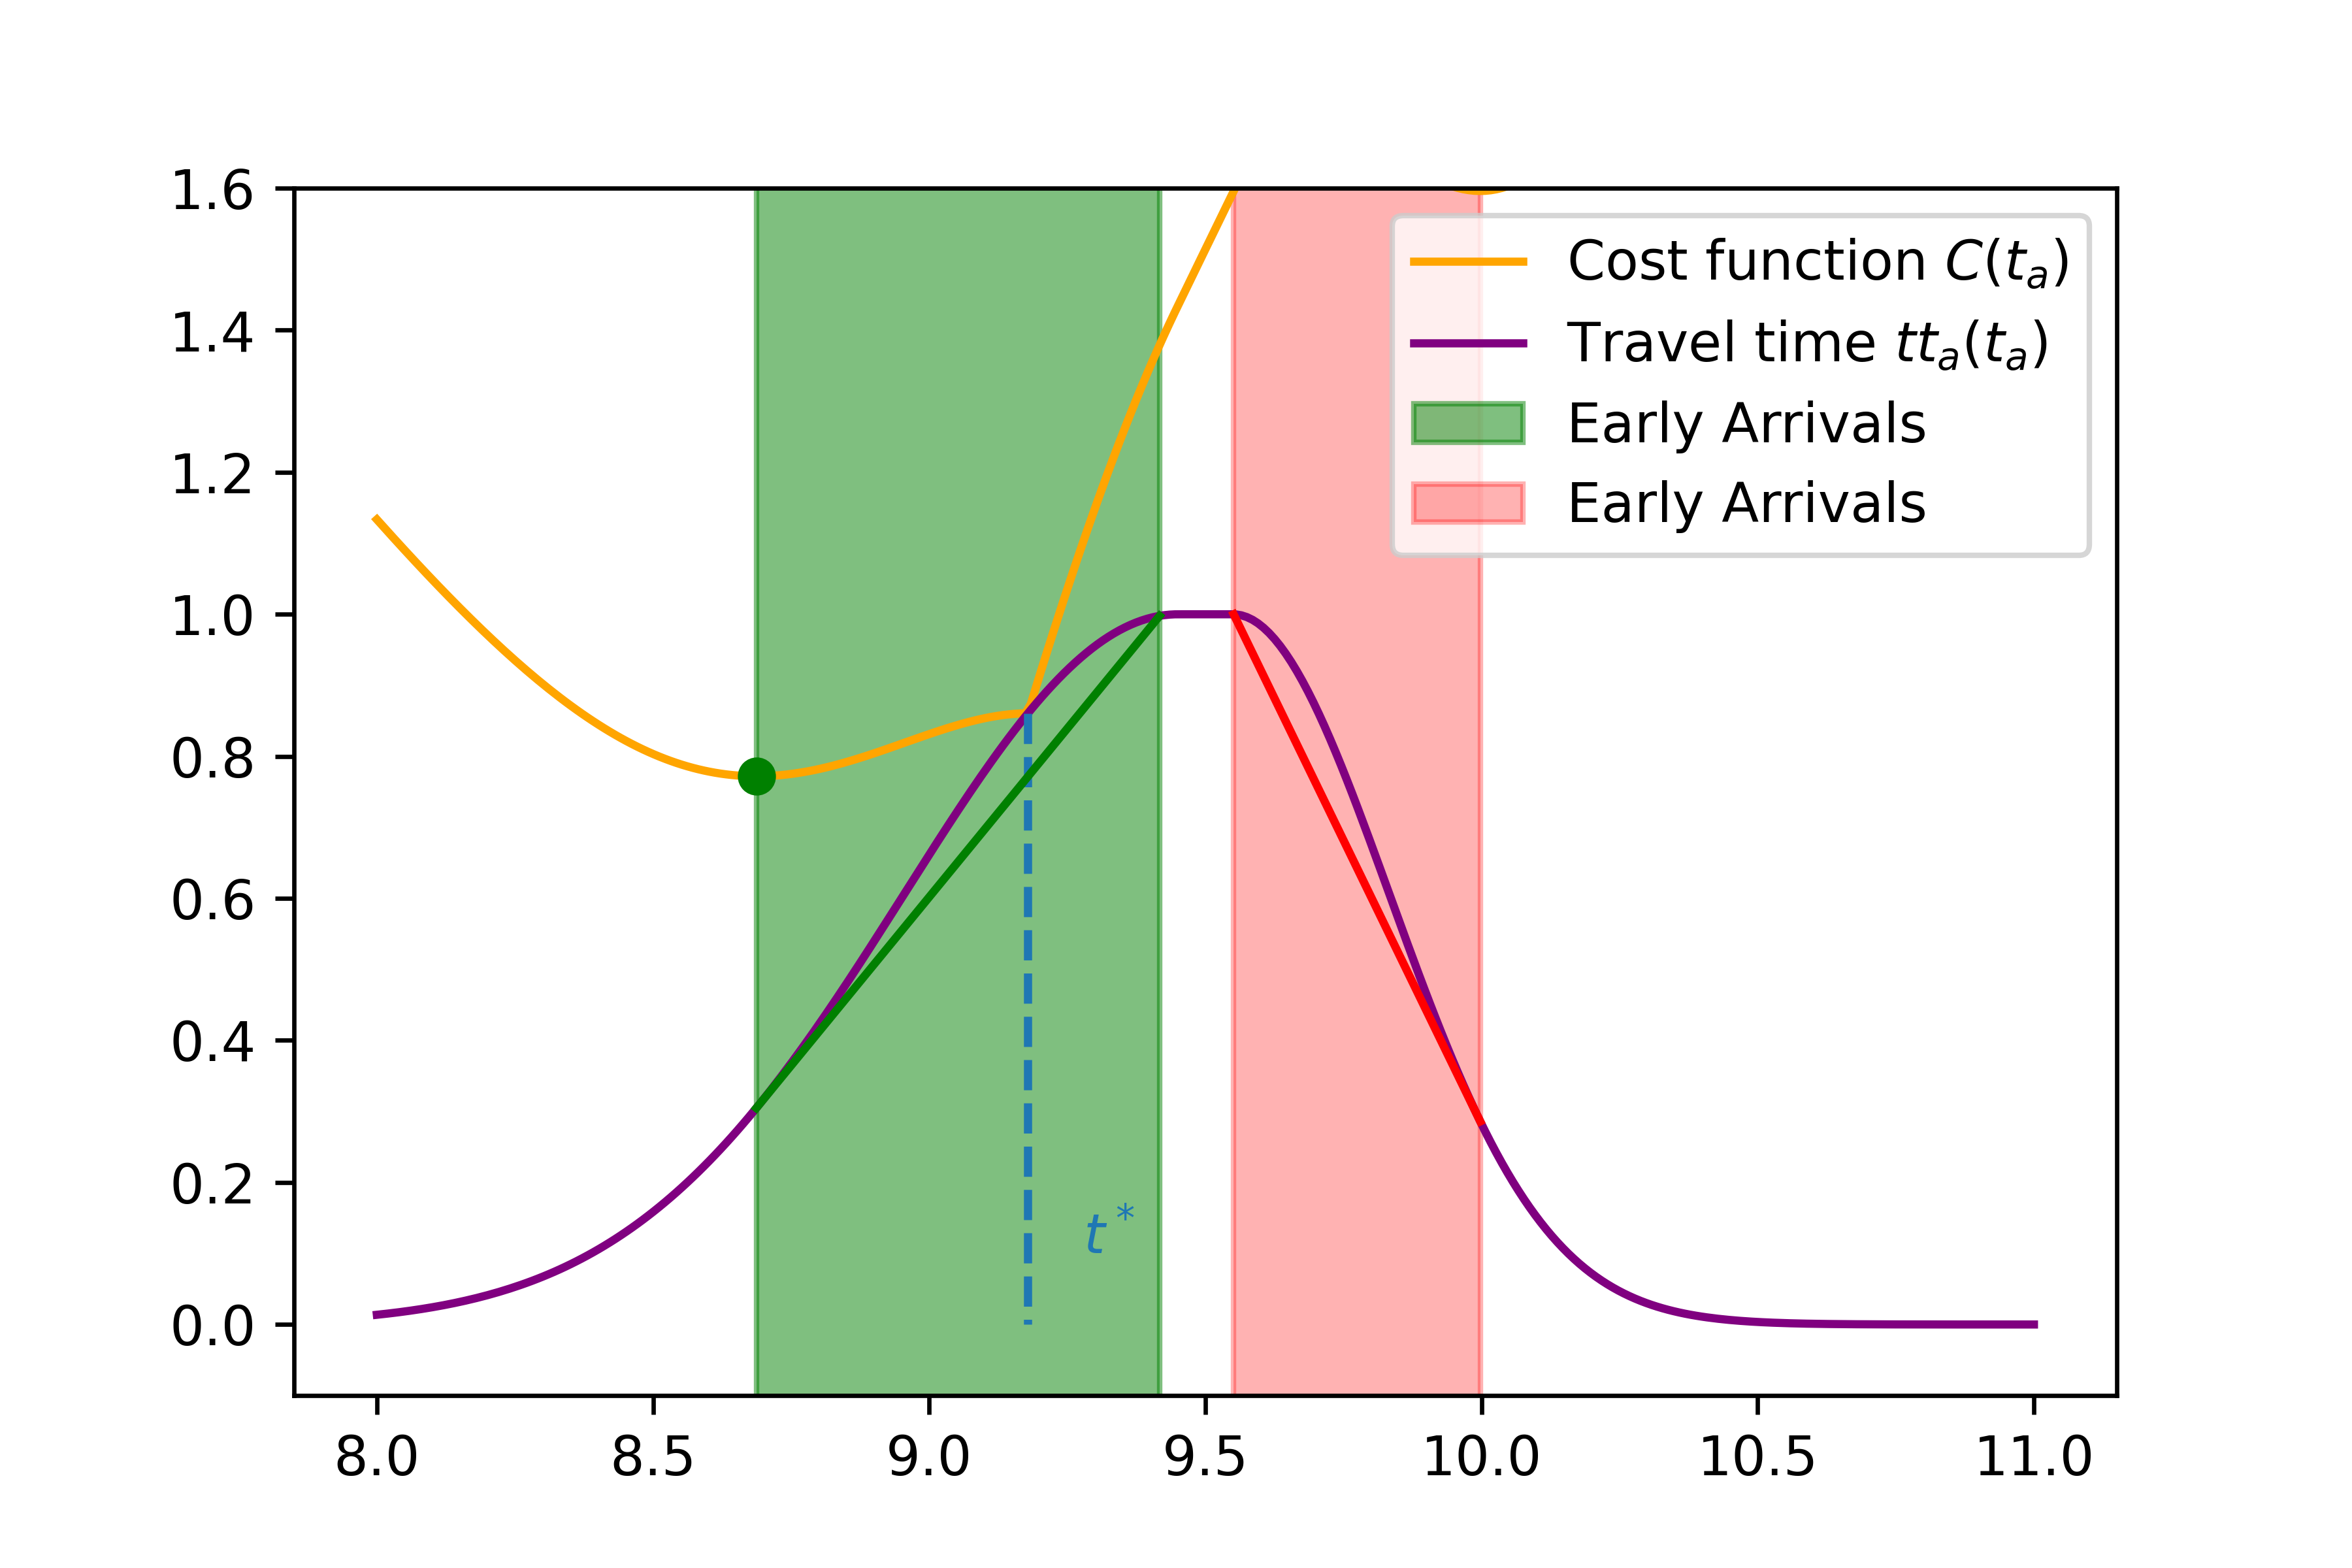 1.6
1.4
1.2
1.0
0.8
0.6
0.4
0.2
0.0
Cost function C(tₐ)
Travel time ttₐ(tₐ)
Early Arrivals
Early Arrivals
t*
8.0 8.5 9.0 9.5 10.0 10.5 11.0